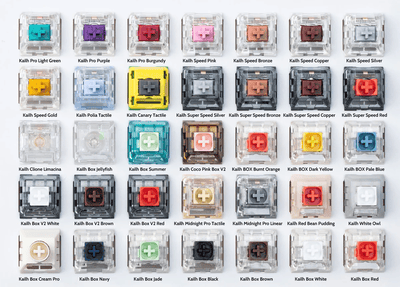 Kailh Pro Light Green
Kailh Pro Purple
Kailh Pro Burgundy
Kailh Speed Pink
Kailh Speed Bronze
Kailh Speed Copper
Kailh Speed Silver
Kailh Speed Gold
Kailh Polia Tactile
Kailh Canary Tactile
Kailh Super Speed Silver
Kailh Super Speed Bronze
Kailh Super Speed Copper
Kailh Super Speed Red
Kailh Clione Limacina
Kailh Box Jellyfish
Kailh Box Summer
Kailh Coco Pink Box V2
Kailh BOX Burnt Orange
Kailh BOX Dark Yellow
Kailh BOX Pale Blue
Kailh Box V2 White
Kailh Box V2 Brown
Kailh Box V2 Red
Kailh Midnight Pro Tactile
Kailh Midnight Pro Linear
Kailh Red Bean Pudding
Kailh White Owl
Kailh Box Cream Pro
Kailh Box Navy
Kailh Box Jade
Kailh Box Black
Kailh Box Brown
Kailh Box White
Kailh Box Red